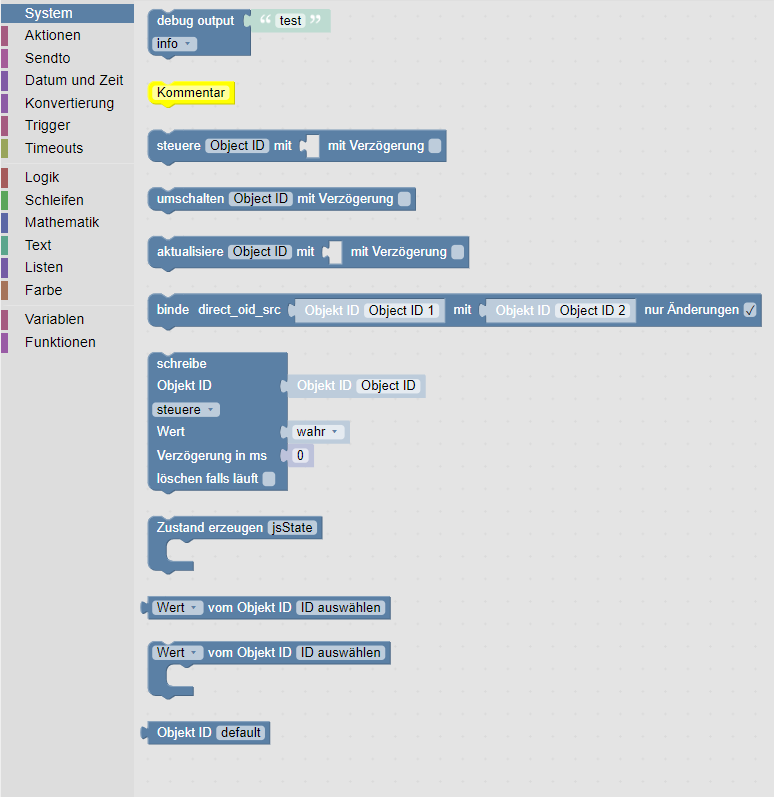 System
Aktionen
Sendto
Datum und Zeit
Konvertierung
Trigger
Timeouts
Logik
Schleifen
Mathematik
Text
Listen
Farbe
Variablen
Funktionen
debug output “ test ”
info
Kommentar
steuere Object ID mit mit Verzögerung
umschalten Object ID mit Verzögerung
aktualisiere Object ID mit mit Verzögerung
binde direct_oid_src Objekt ID Object ID 1 mit Objekt ID Object ID 2 nur Änderungen
schreibe
Objekt ID Objekt ID Object ID
steuere
Wert wahr
Verzögerung in ms 0
löschen falls läuft
Zustand erzeugen jsState
Wert vom Objekt ID ID auswählen
Wert vom Objekt ID ID auswählen
Objekt ID default